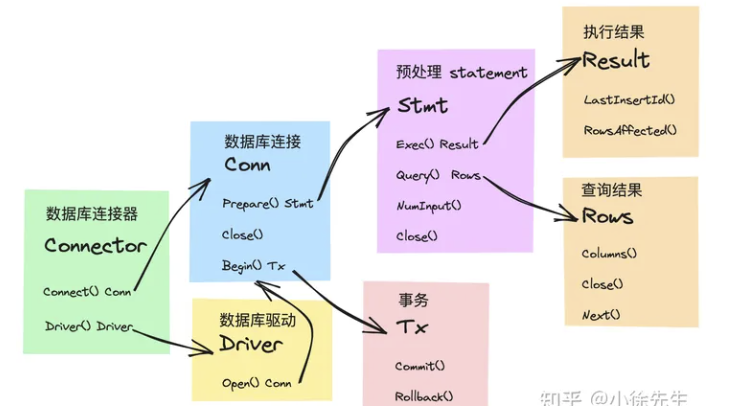 数据库连接器
Connector
Connect() Conn
Driver() Driver
数据库连接
Conn
Prepare() Stmt
Close()
Begin() Tx
数据库驱动
Driver
Open() Conn
预处理 statement
Stmt
Exec() Result
Query() Rows
NumInput()
Close()
事务
Tx
Commit()
Rollback()
执行结果
Result
LastInsertId()
RowsAffected()
查询结果
Rows
Columns()
Close()
Next()
知乎 @小徐先生